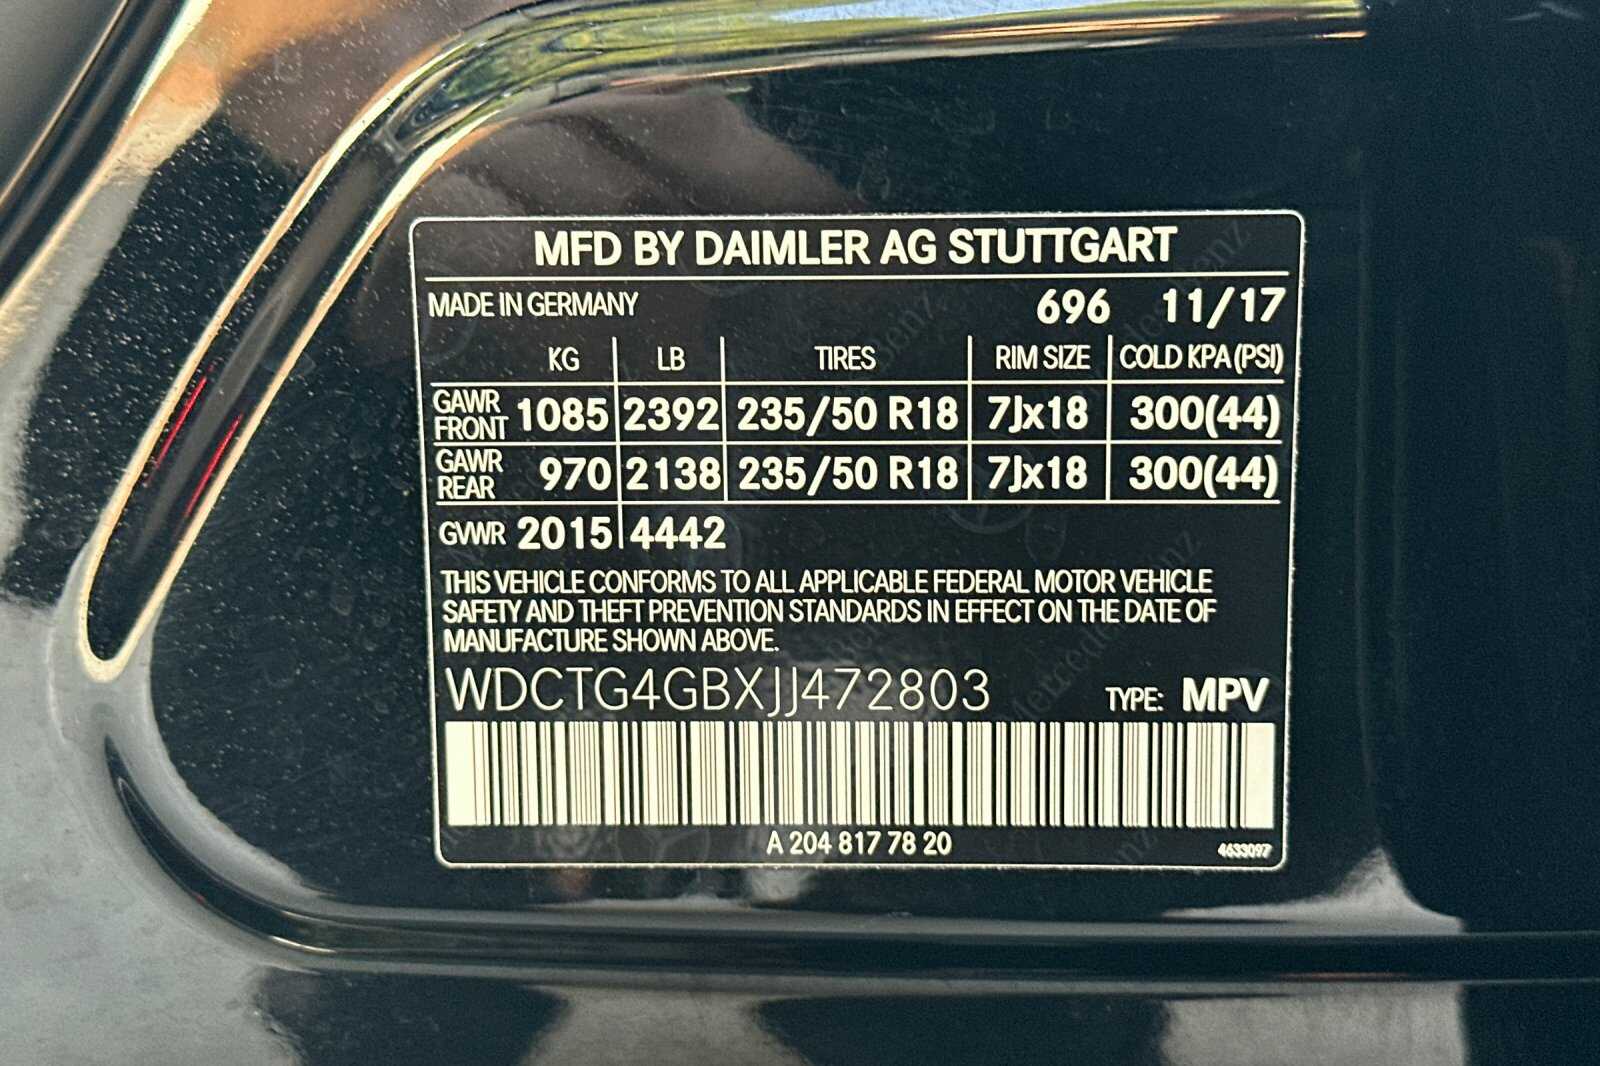 MFD BY DAIMLER AG STUTTGART
MADE IN GERMANY 696 11/17
KG LB TIRES RIM SIZE COLD KPA(PSI)
GAWR FRONT 1085 2392 235/50 R18 7Jx18 300(44)
GAWR REAR 970 2138 235/50 R18 7Jx18 300(44)
GVWR 2015 4442
THIS VEHICLE CONFORMS TO ALL APPLICABLE FEDERAL MOTOR VEHICLE
SAFETY AND THEFT PREVENTION STANDARDS IN EFFECT ON THE DATE OF
MANUFACTURE SHOWN ABOVE.
WDCTG4GBXJJ472803 TYPE: MPV
A 204 817 78 20 4633097